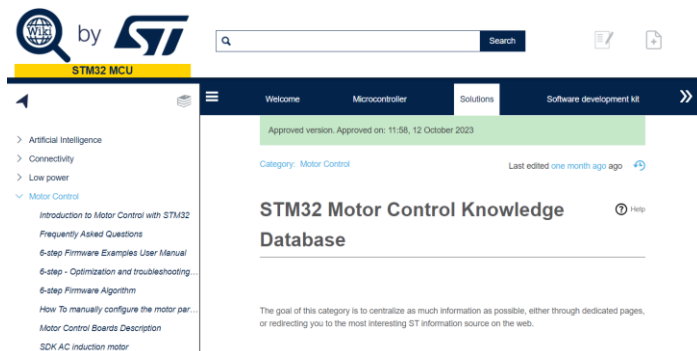 Wiki by ST
Search
STM32 MCU
Welcome
Microcontroller
Solutions
Software development kit
Approved version. Approved on: 11:58, 12 October 2023
Category: Motor Control
Last edited one month ago ago
STM32 Motor Control Knowledge
Database
Help
The goal of this category is to centralize as much information as possible, either through dedicated pages,
or redirecting you to the most interesting ST information source on the web.
Artificial Intelligence
Connectivity
Low power
Motor Control
Introduction to Motor Control with STM32
Frequently Asked Questions
6-step Firmware Examples User Manual
6-step - Optimization and troubleshooting...
6-step Firmware Algorithm
How To manually configure the motor par...
Motor Control Boards Description
SDK AC induction motor